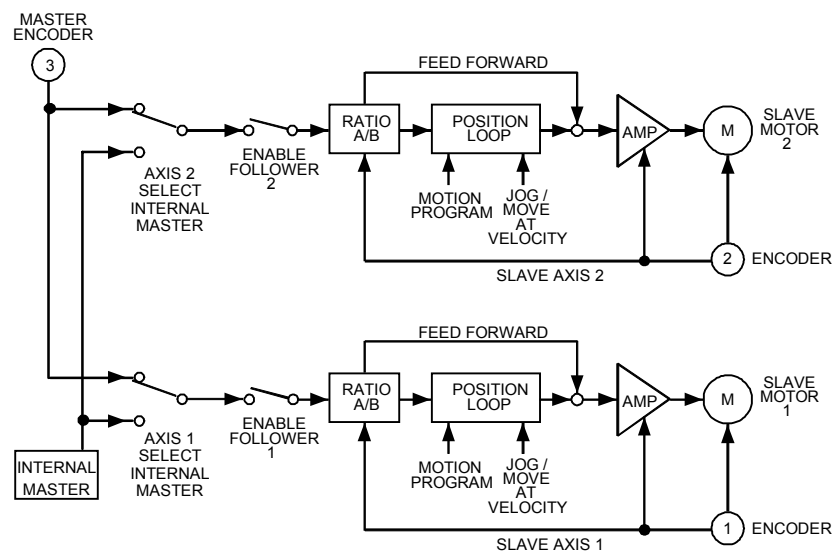 MASTER
ENCODER
3
FEED FORWARD
RATIO
A/B
POSITION
LOOP
AMP
M
SLAVE
MOTOR
2
AXIS 2
SELECT
INTERNAL
MASTER
ENABLE
FOLLOWER
2
MOTION
PROGRAM
JOG /
MOVE
AT
VELOCITY
2
ENCODER
SLAVE AXIS 2
FEED FORWARD
RATIO
A/B
POSITION
LOOP
AMP
M
SLAVE
MOTOR
1
AXIS 1
SELECT
INTERNAL
MASTER
ENABLE
FOLLOWER
1
MOTION
PROGRAM
JOG /
MOVE
AT
VELOCITY
INTERNAL
MASTER
1
ENCODER
SLAVE AXIS 1